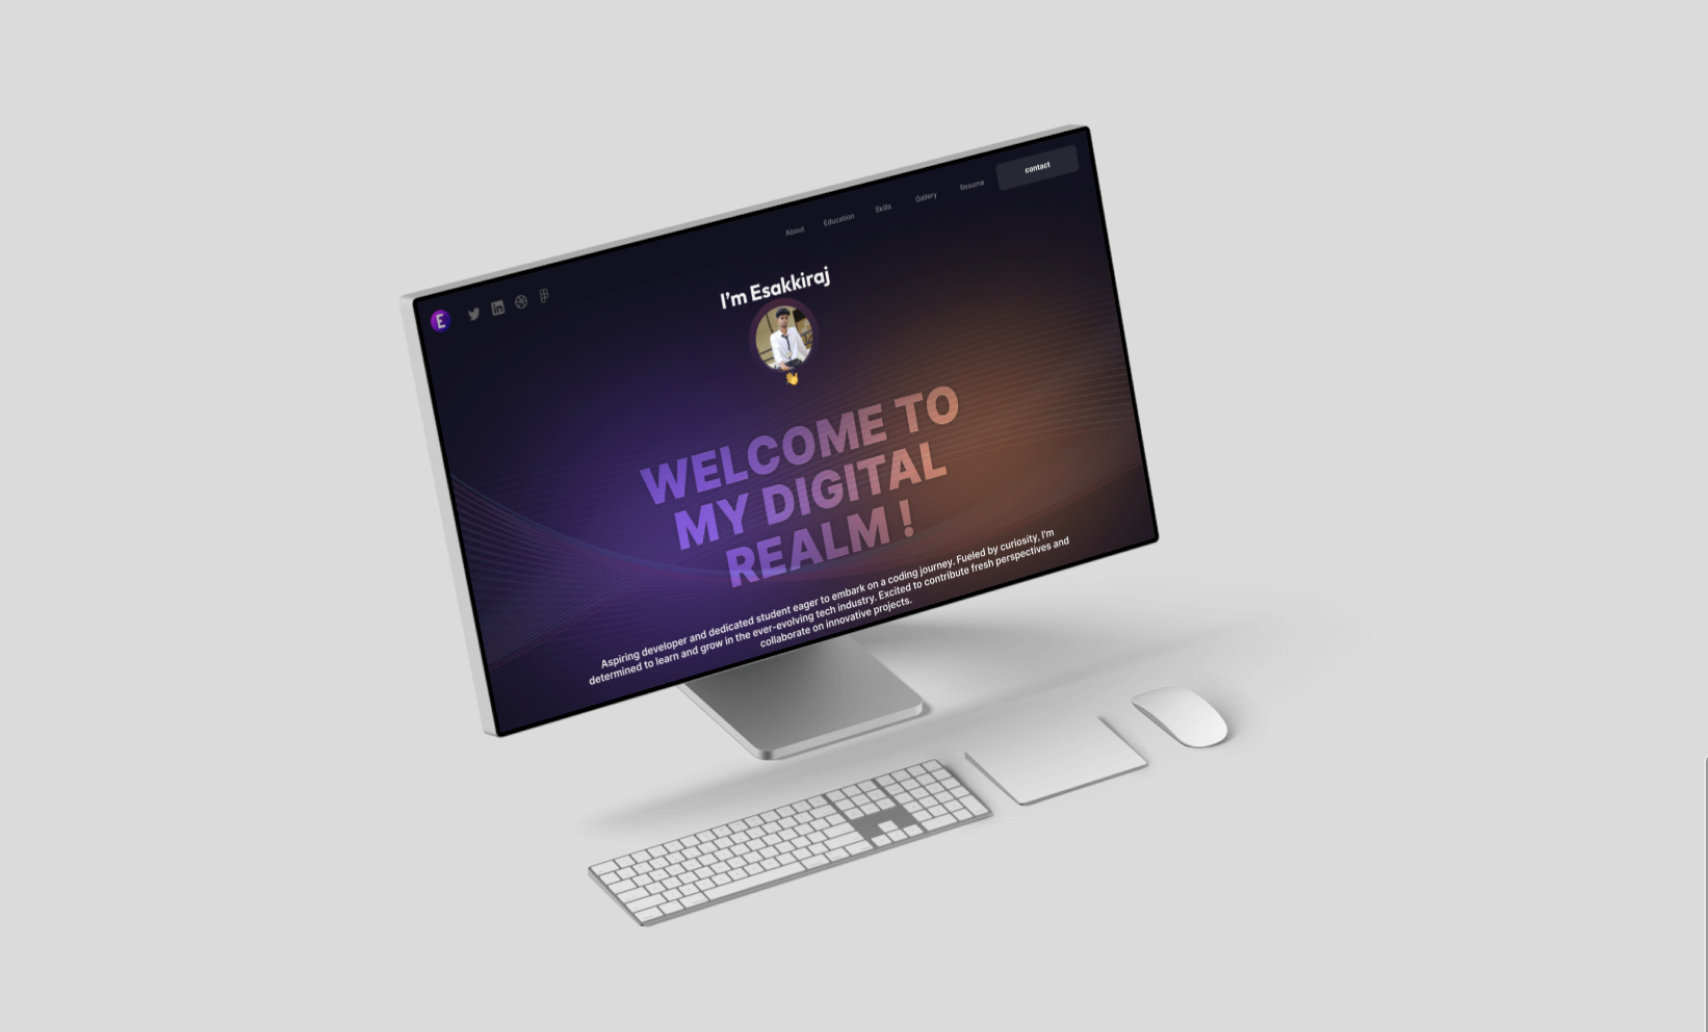 E
About
Education
Skills
Gallery
Resume
contact
I'm Esakkiraj
WELCOME TO
MY DIGITAL
REALM !
Aspiring developer and dedicated student eager to embark on a coding journey. Fueled by curiosity, I'm
determined to learn and grow in the ever-evolving tech industry. Excited to contribute fresh perspectives and
collaborate on innovative projects.